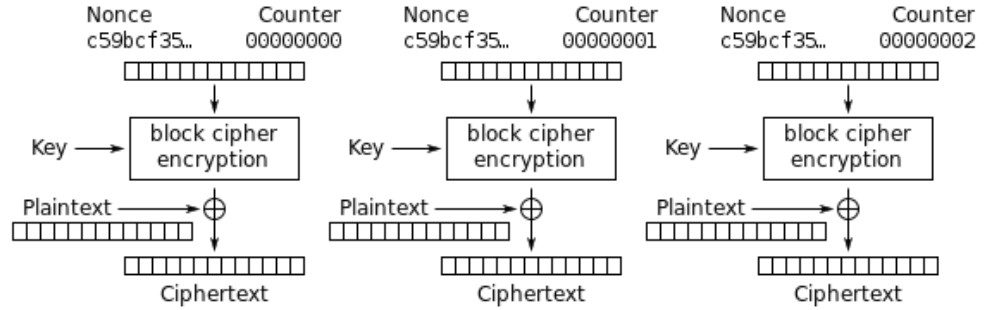 Nonce Counter Nonce Counter Nonce Counter
c59bcf35… 00000000 c59bcf35… 00000001 c59bcf35… 00000002
block cipher block cipher block cipher
Key encryption Key encryption Key encryption
Plaintext Plaintext Plaintext
Ciphertext Ciphertext Ciphertext